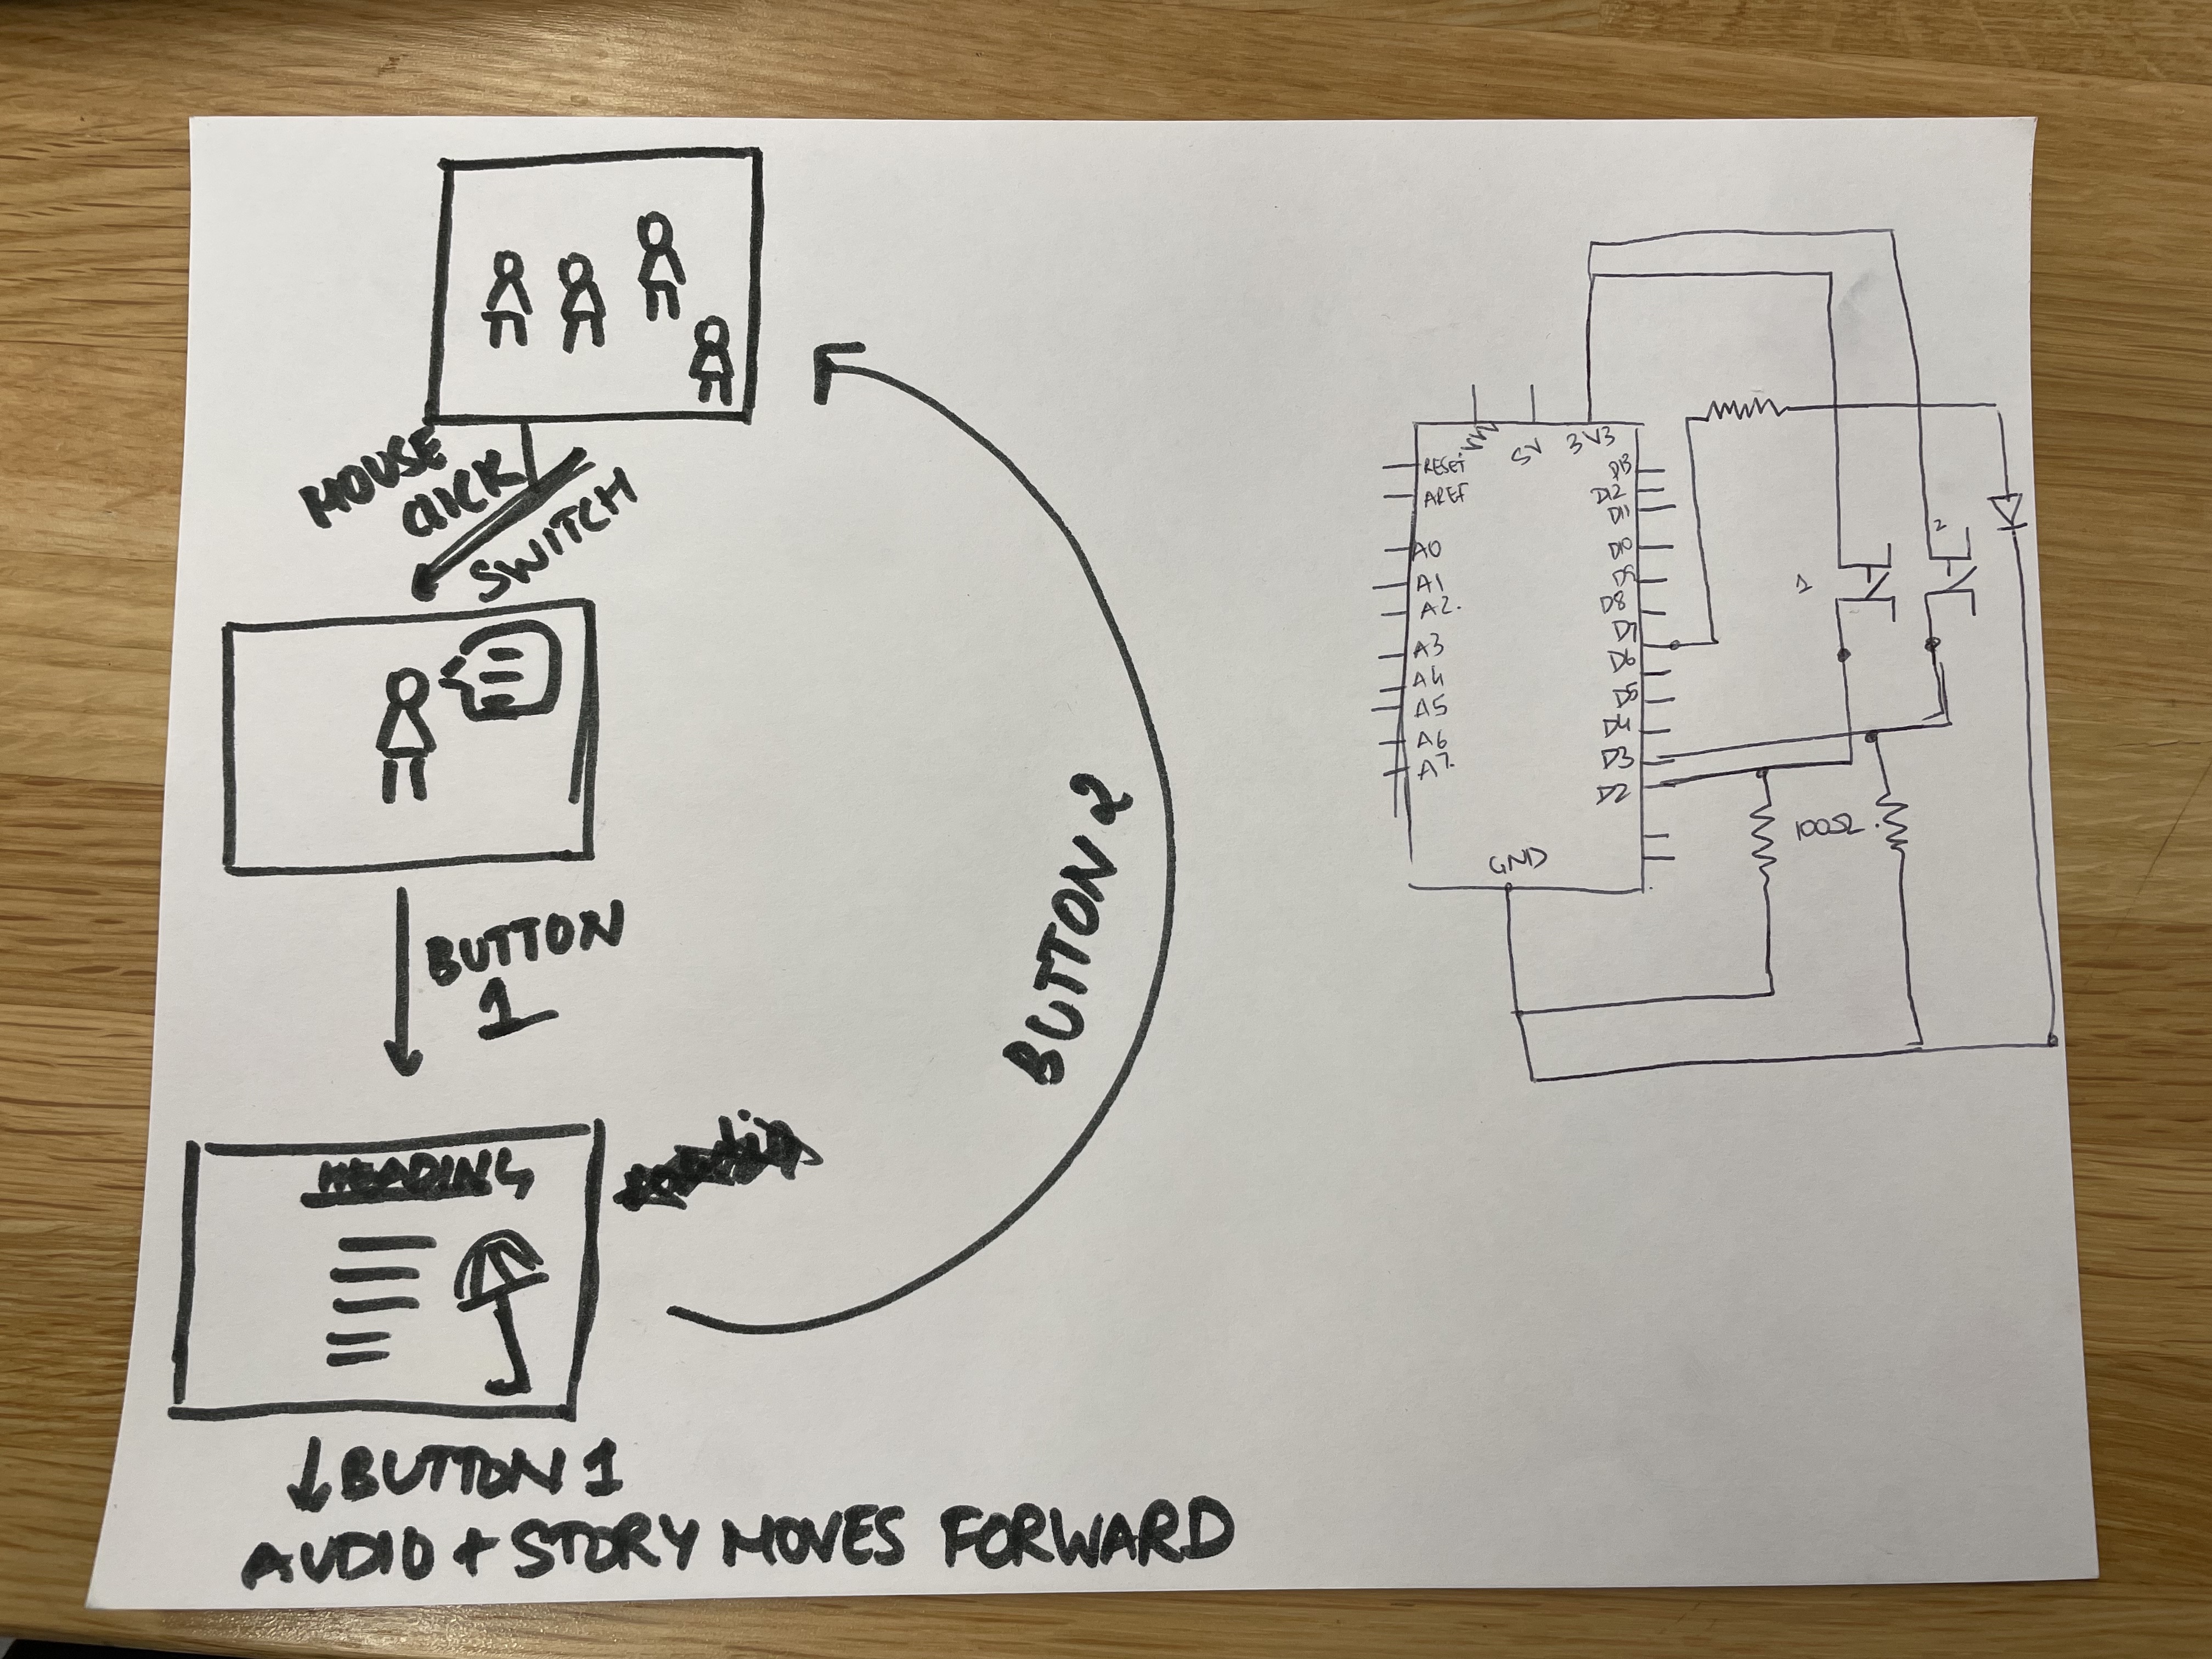 MOUSE
CLICK
SWITCH
BUTTON
1
HEADING
BUTTON 2
BUTTON 1
AUDIO + STORY MOVES FORWARD
5V
3V3
RESET
AREF
A0
A1
A2.
A3
A4
A5
A6
A7.
D13
D12
D11
D10
D9
D8
D7
D6
D5
D4
D3
D2
GND
1
2
100Ω.